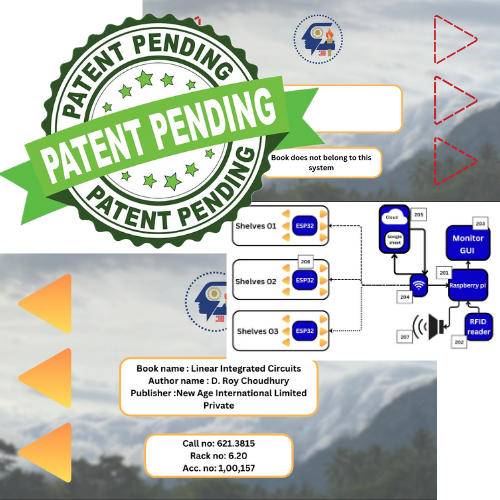 PATENT PENDING
PATENT PENDING
PATENT PENDING
Book does not belong to this
system
Shelves 01
ESP32
Shelves 02
206
ESP32
Shelves 03
ESP32
Cloud
205
Google
sheet
204
203
Monitor
GUI
201
Raspberry pi
207
202
RFID
reader
Book name : Linear Integrated Circuits
Author name : D. Roy Choudhury
Publisher :New Age International Limited
Private
Call no: 621.3815
Rack no: 6.20
Acc. no: 1,00,157